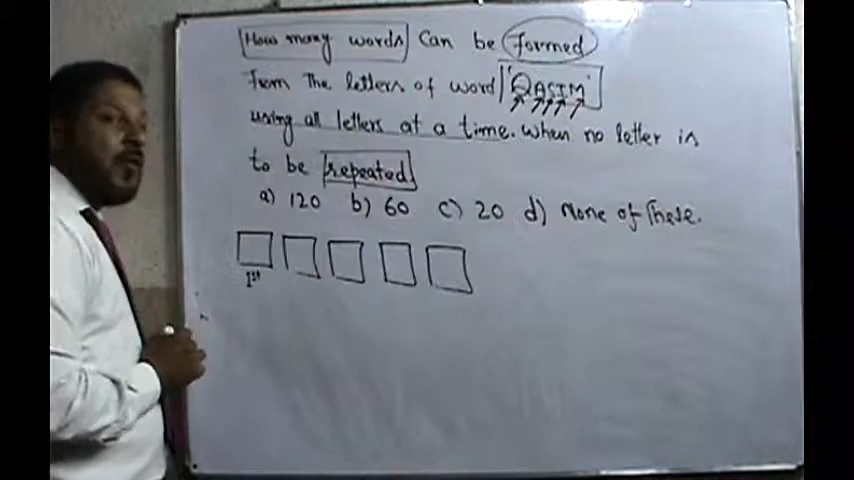 How many words can be formed
from the letters of word 'QASIM'
using all letters at a time. when no letter is
to be repeated.
a) 120 b) 60 c) 20 d) None of these.
1st